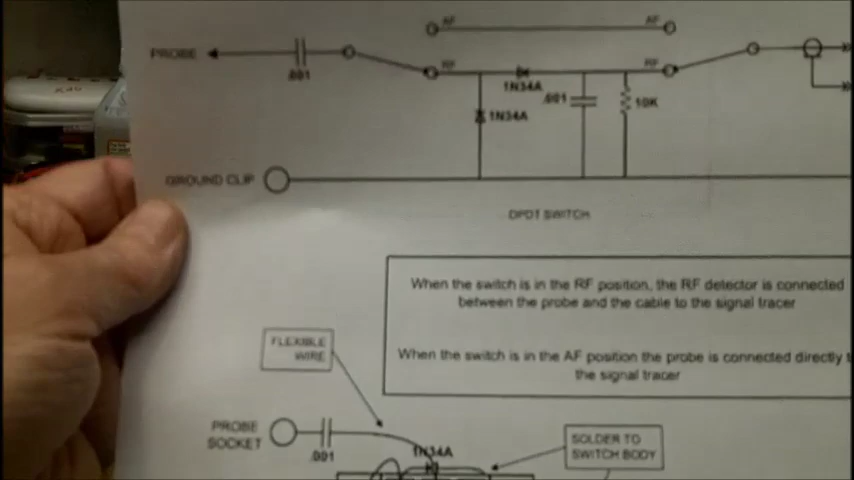 AF
AF
PROBE
.001
RF
RF
1N34A
.001
10K
1N34A
GROUND CLIP
DPDT SWITCH
When the switch is in the RF position, the RF detector is connected
between the probe and the cable to the signal tracer
When the switch is in the AF position the probe is connected directly
the signal tracer
FLEXIBLE
WIRE
PROBE
SOCKET
.001
1N34A
SOLDER TO
SWITCH BODY